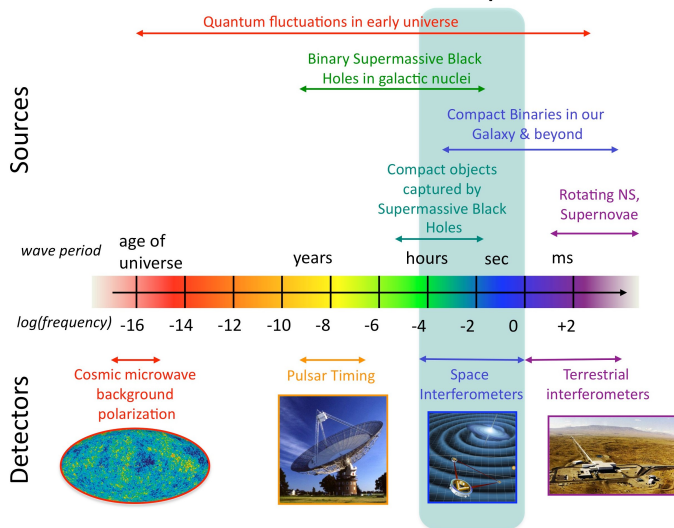 Quantum fluctuations in early universe
Binary Supermassive Black
Holes in galactic nuclei
Compact Binaries in our
Galaxy & beyond
Compact objects
captured by
Supermassive Black
Holes
Rotating NS,
Supernovae
Sources
wave period
age of
universe
years
hours
sec
ms
log(frequency)
-16
-14
-12
-10
-8
-6
-4
-2
0
+2
Detectors
Cosmic microwave
background
polarization
Pulsar Timing
Space
Interferometers
Terrestrial
interferometers